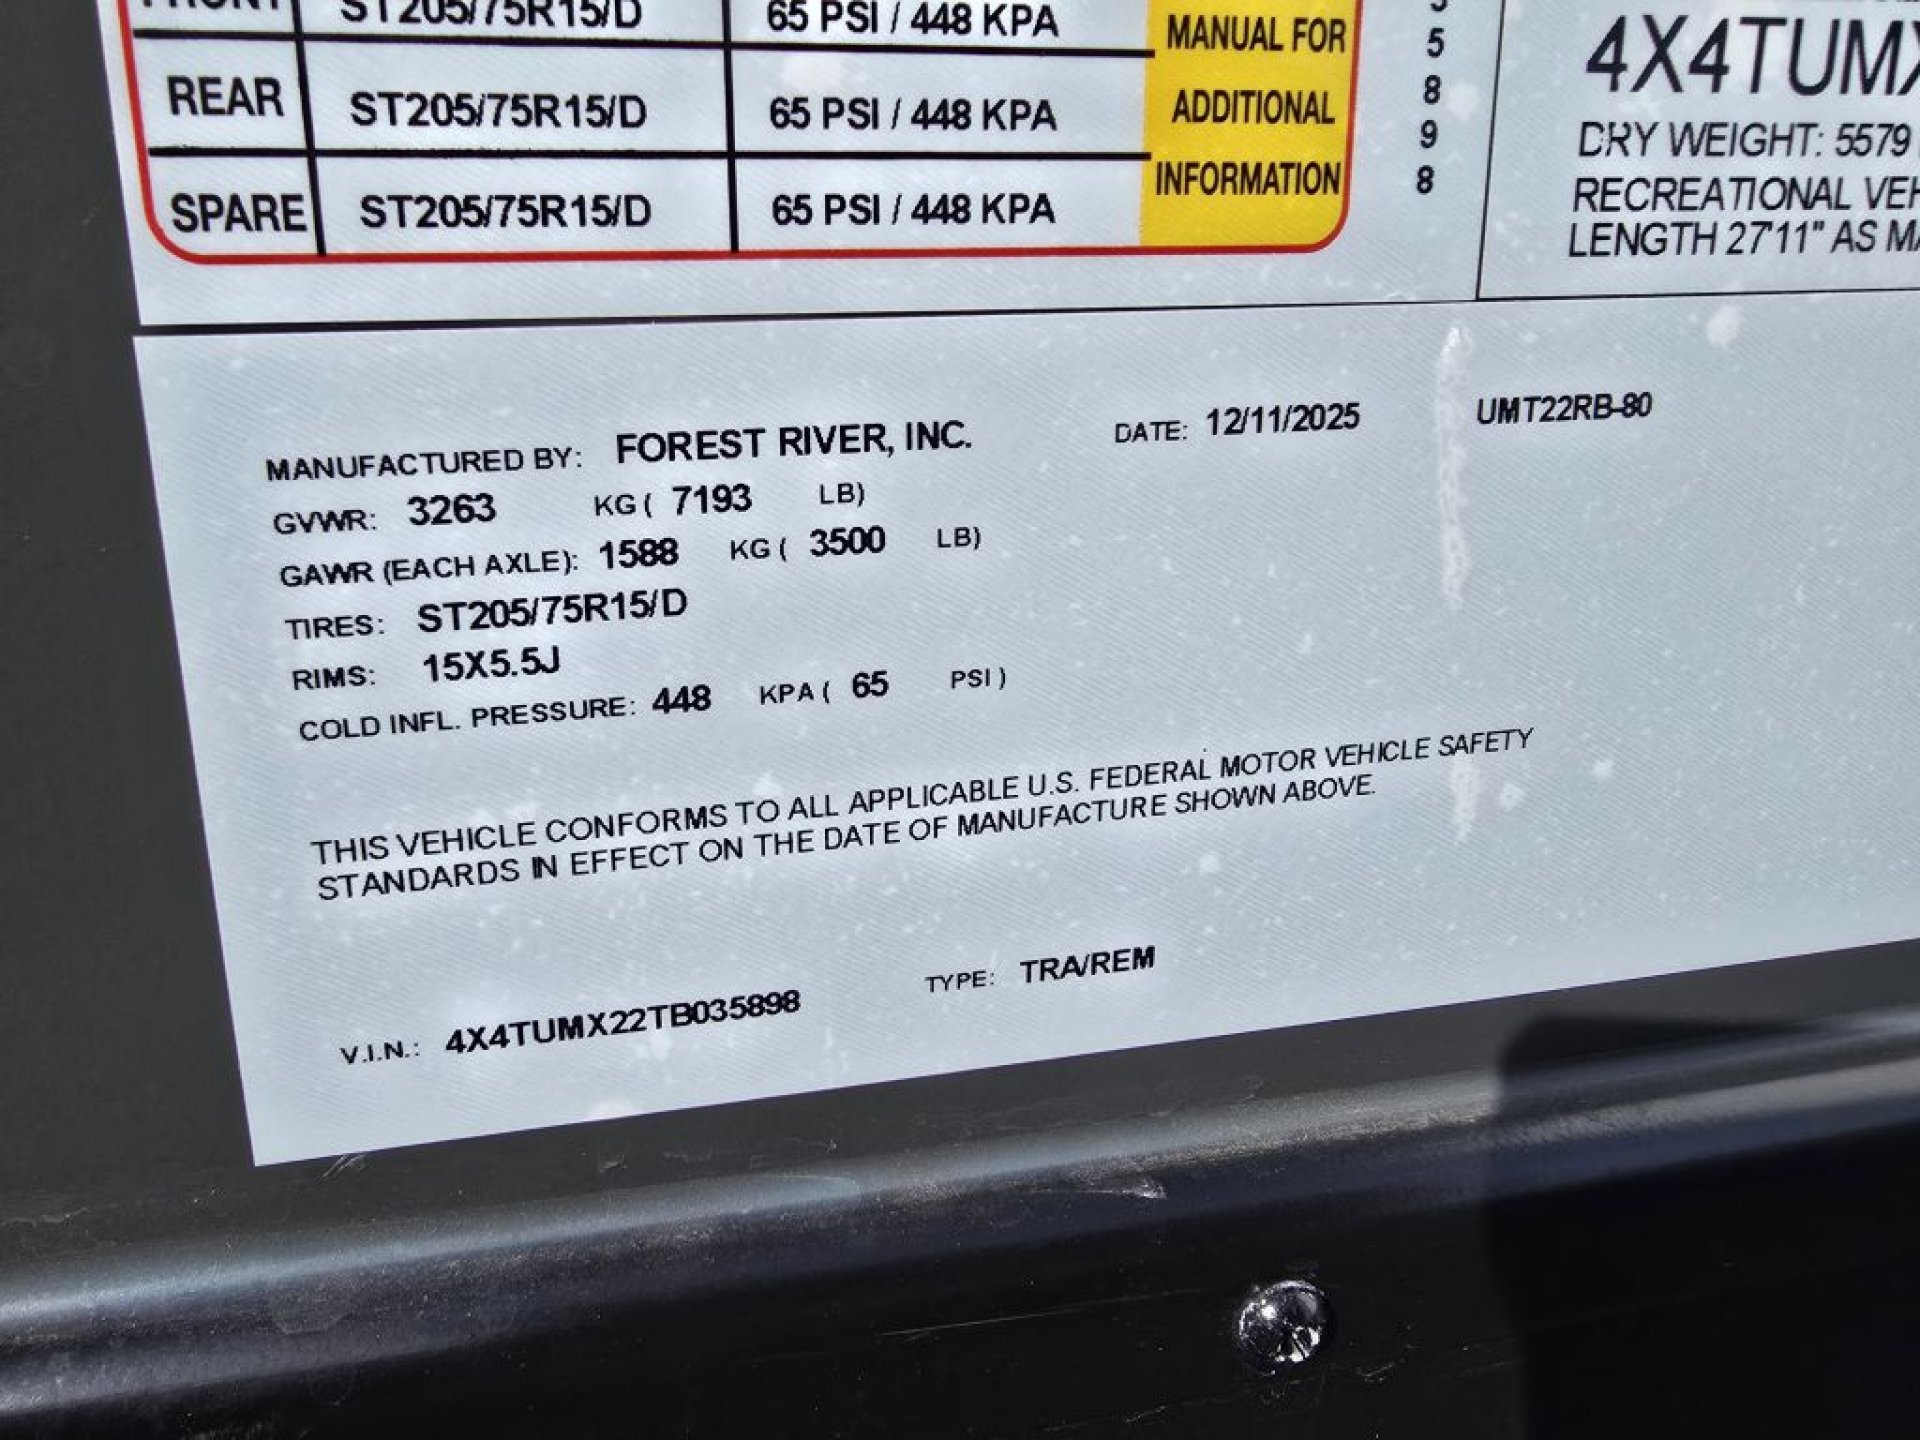 FRONT ST205/75R15/D 65 PSI / 448 KPA
MANUAL FOR
REAR ST205/75R15/D 65 PSI / 448 KPA
ADDITIONAL
SPARE ST205/75R15/D 65 PSI / 448 KPA
INFORMATION
5
8
9
8
4X4TUMX
DRY WEIGHT: 5579
RECREATIONAL VEH
LENGTH 27'11" AS MA
MANUFACTURED BY: FOREST RIVER, INC. DATE: 12/11/2025 UMT22RB-80
GVWR: 3263 KG ( 7193 LB)
GAWR (EACH AXLE): 1588 KG ( 3500 LB)
TIRES: ST205/75R15/D
RIMS: 15X5.5J
COLD INFL. PRESSURE: 448 KPA ( 65 PSI )
THIS VEHICLE CONFORMS TO ALL APPLICABLE U.S. FEDERAL MOTOR VEHICLE SAFETY
STANDARDS IN EFFECT ON THE DATE OF MANUFACTURE SHOWN ABOVE.
V.I.N.: 4X4TUMX22TB035898 TYPE: TRA/REM